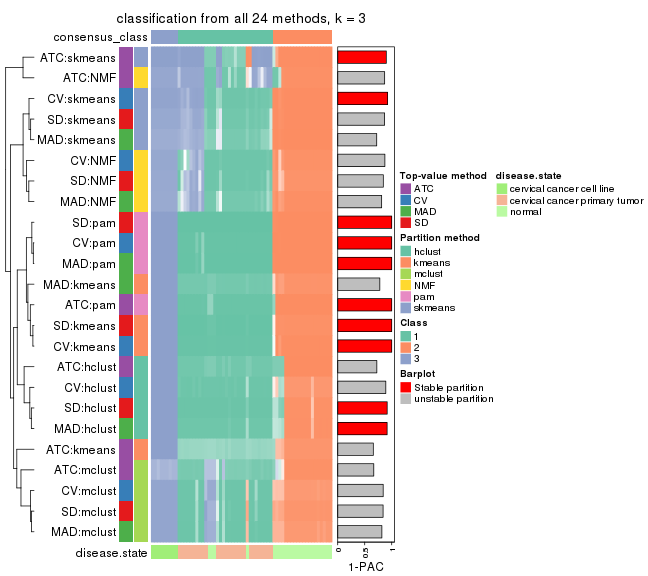 classification from all 24 methods, k = 3
consensus_class
ATC:skmeans
ATC:NMF
CV:skmeans
SD:skmeans
MAD:skmeans
CV:NMF
SD:NMF
MAD:NMF
SD:pam
CV:pam
MAD:pam
MAD:kmeans
ATC:pam
SD:kmeans
CV:kmeans
ATC:hclust
CV:hclust
SD:hclust
MAD:hclust
ATC:kmeans
ATC:mclust
CV:mclust
SD:mclust
MAD:mclust
disease.state
0
0.5
1
1-PAC
Top-value method
ATC
CV
MAD
SD
Partition method
hclust
kmeans
mclust
NMF
pam
skmeans
Class
1
2
3
Barplot
Stable partition
unstable partition
disease.state
cervical cancer cell line
cervical cancer primary tumor
normal